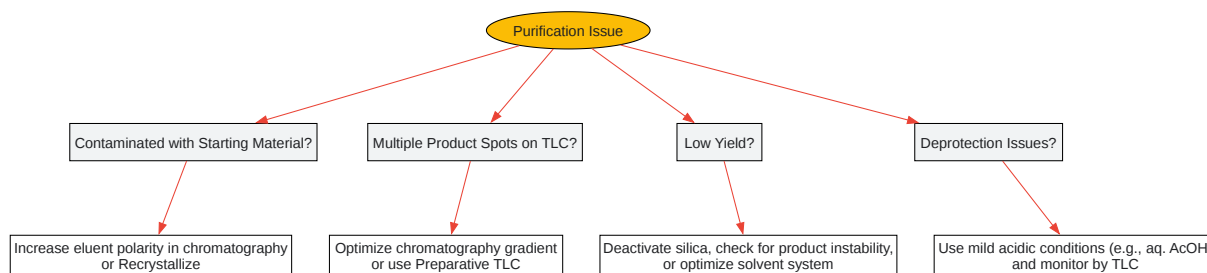 Purification Issue
Contaminated with Starting Material?
Multiple Product Spots on TLC?
Low Yield?
Deprotection Issues?
Increase eluent polarity in chromatography
or Recrystallize
Optimize chromatography gradient
or use Preparative TLC
Deactivate silica, check for product instability,
or optimize solvent system
Use mild acidic conditions (e.g., aq. AcOH
and monitor by TLC